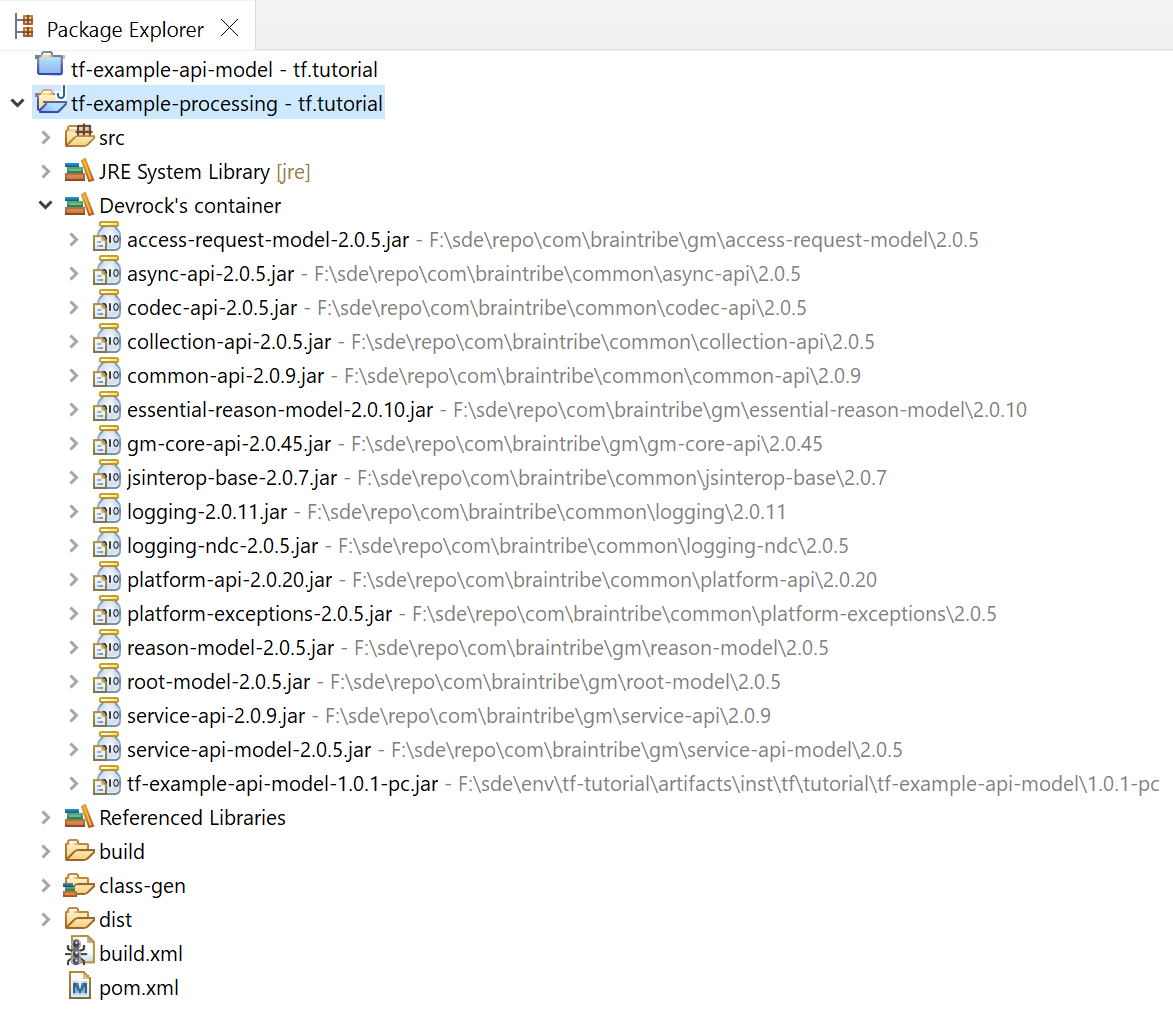 Package Explorer
tf-example-api-model - tf.tutorial
tf-example-processing - tf.tutorial
src
JRE System Library [jre]
Devrock's container
access-request-model-2.0.5.jar - F:\sde\repo\com\braintribe\gm\access-request-model\2.0.5
async-api-2.0.5.jar - F:\sde\repo\com\braintribe\common\async-api\2.0.5
codec-api-2.0.5.jar - F:\sde\repo\com\braintribe\common\codec-api\2.0.5
collection-api-2.0.5.jar - F:\sde\repo\com\braintribe\common\collection-api\2.0.5
common-api-2.0.9.jar - F:\sde\repo\com\braintribe\common\common-api\2.0.9
essential-reason-model-2.0.10.jar - F:\sde\repo\com\braintribe\gm\essential-reason-model\2.0.10
gm-core-api-2.0.45.jar - F:\sde\repo\com\braintribe\gm\gm-core-api\2.0.45
jsinterop-base-2.0.7.jar - F:\sde\repo\com\braintribe\common\jsinterop-base\2.0.7
logging-2.0.11.jar - F:\sde\repo\com\braintribe\common\logging\2.0.11
logging-ndc-2.0.5.jar - F:\sde\repo\com\braintribe\common\logging-ndc\2.0.5
platform-api-2.0.20.jar - F:\sde\repo\com\braintribe\common\platform-api\2.0.20
platform-exceptions-2.0.5.jar - F:\sde\repo\com\braintribe\common\platform-exceptions\2.0.5
reason-model-2.0.5.jar - F:\sde\repo\com\braintribe\gm\reason-model\2.0.5
root-model-2.0.5.jar - F:\sde\repo\com\braintribe\gm\root-model\2.0.5
service-api-2.0.9.jar - F:\sde\repo\com\braintribe\gm\service-api\2.0.9
service-api-model-2.0.5.jar - F:\sde\repo\com\braintribe\gm\service-api-model\2.0.5
tf-example-api-model-1.0.1-pc.jar - F:\sde\env\tf-tutorial\artifacts\inst\tf\tutorial\tf-example-api-model\1.0.1-pc
Referenced Libraries
build
class-gen
dist
build.xml
pom.xml